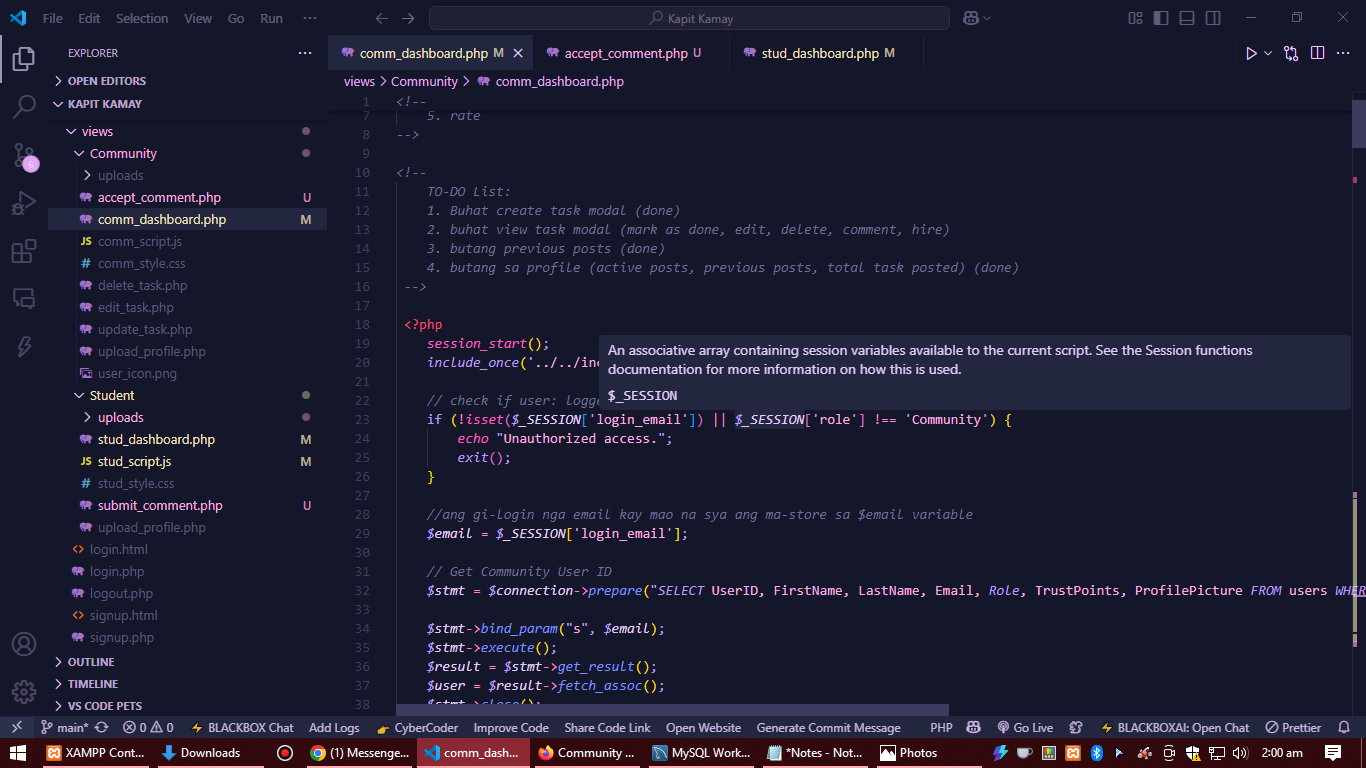 File Edit Selection View Go Run ···
Kapit Kamay
EXPLORER
OPEN EDITORS
KAPIT KAMAY
views
Community
uploads
accept_comment.php U
comm_dashboard.php M
JS comm_script.js
# comm_style.css
delete_task.php
edit_task.php
update_task.php
upload_profile.php
user_icon.png
Student
uploads
stud_dashboard.php M
JS stud_script.js M
# stud_style.css
submit_comment.php U
upload_profile.php
<> login.html
login.php
logout.php
<> signup.html
signup.php
OUTLINE
TIMELINE
VS CODE PETS
comm_dashboard.php M
accept_comment.php U
stud_dashboard.php M
views > Community > comm_dashboard.php
1 <!--
7 5. rate
8 -->
9
10 <!--
11 TO-DO List:
12 1. Buhat create task modal (done)
13 2. buhat view task modal (mark as done, edit, delete, comment, hire)
14 3. butang previous posts (done)
15 4. butang sa profile (active posts, previous posts, total task posted) (done)
16 -->
17
18 <?php
19 session_start();
20 include_once('../../inc
21
22 // check if user: logge
23 if (!isset($_SESSION['login_email']) || $_SESSION['role'] !== 'Community') {
24 echo "Unauthorized access.";
25 exit();
26 }
27
28 //ang gi-login nga email kay mao na sya ang ma-store sa $email variable
29 $email = $_SESSION['login_email'];
30
31 // Get Community User ID
32 $stmt = $connection->prepare("SELECT UserID, FirstName, LastName, Email, Role, TrustPoints, ProfilePicture FROM users WHER
33
34 $stmt->bind_param("s", $email);
35 $stmt->execute();
36 $result = $stmt->get_result();
37 $user = $result->fetch_assoc();
38 $stmt->close();
An associative array containing session variables available to the current script. See the Session functions
documentation for more information on how this is used.
$_SESSION
main* 0 0 BLACKBOX Chat Add Logs CyberCoder Improve Code Share Code Link Open Website Generate Commit Message PHP Go Live BLACKBOXAI: Open Chat Prettier
XAMPP Cont... Downloads (1) Messenge... comm_dash... Community ... MySQL Work... *Notes - Not... Photos 2:00 am